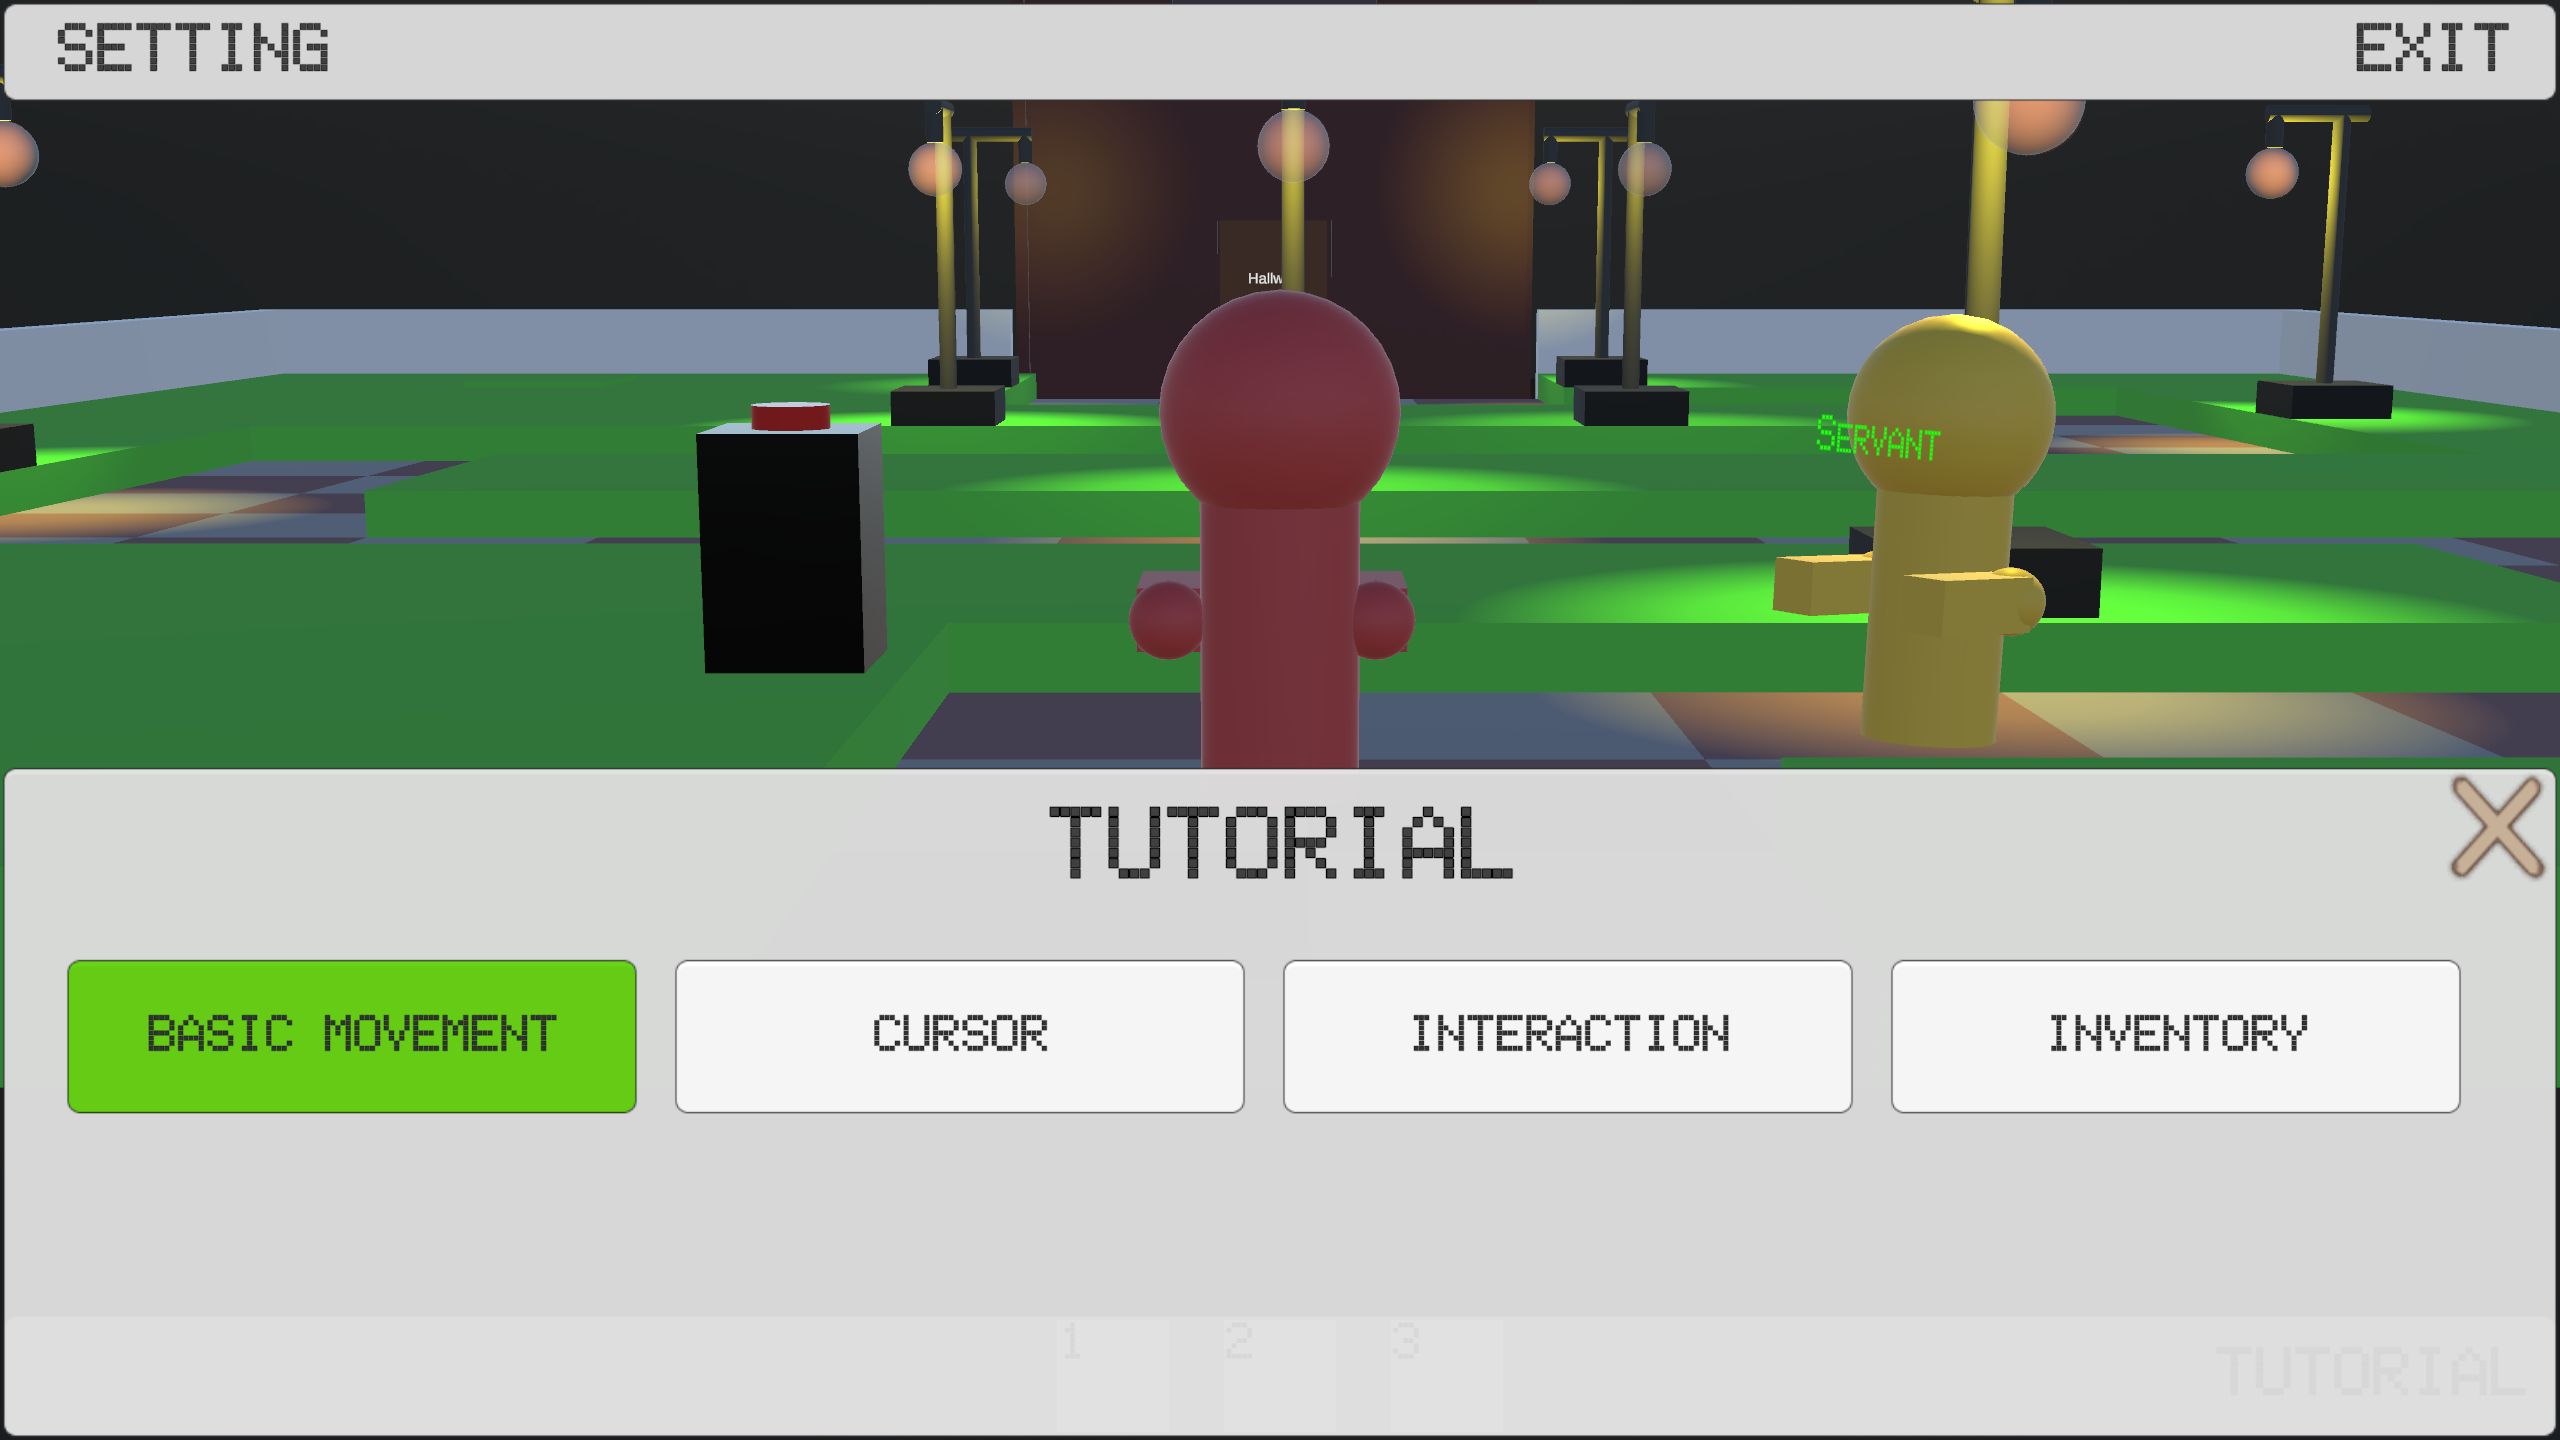 SETTING
EXIT
Hallw
SERVANT
TUTORIAL
BASIC MOVEMENT
CURSOR
INTERACTION
INVENTORY
1
2
3
TUTORIAL